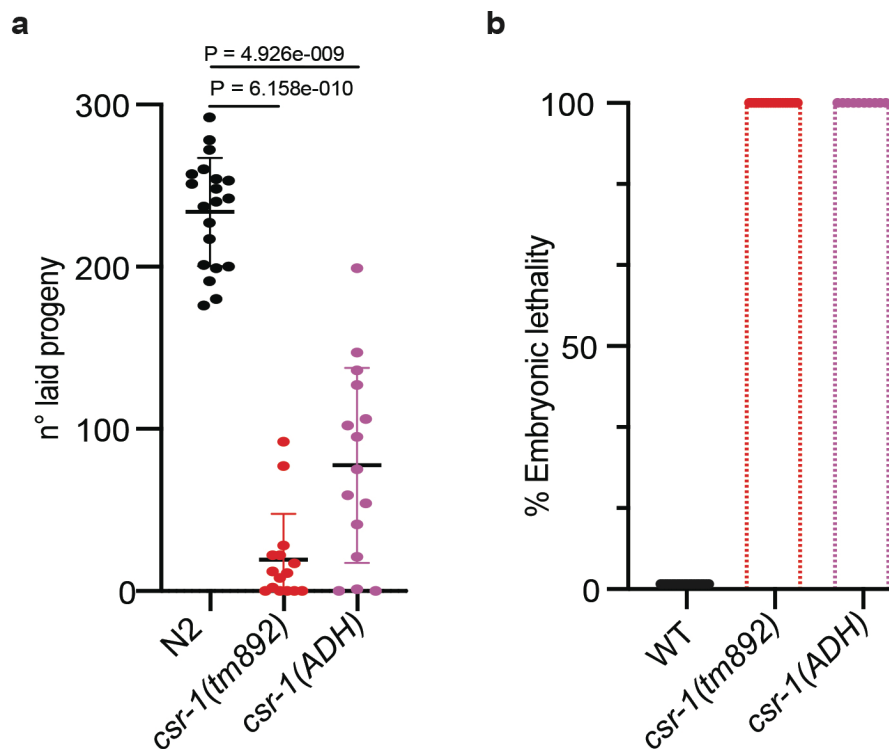 a
P = 4.926e-009
P = 6.158e-010
n° laid progeny
300
200
100
0
N2
csr-1(tm892)
csr-1(ADH)
b
% Embryonic lethality
100
50
0
WT
csr-1(tm892)
csr-1(ADH)